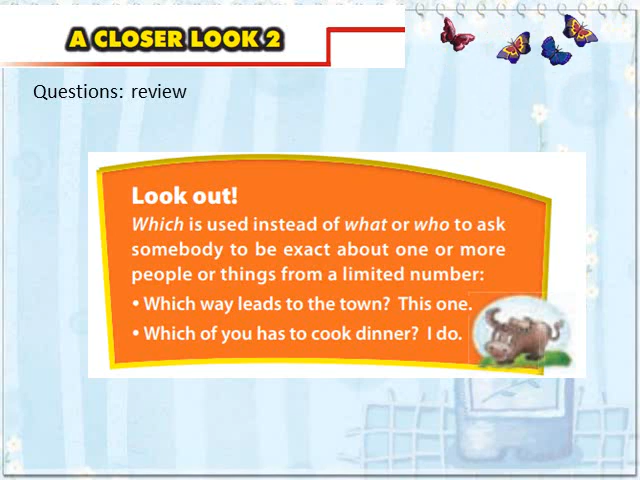 A CLOSER LOOK 2
Questions: review
Look out!
Which is used instead of what or who to ask
somebody to be exact about one or more
people or things from a limited number:
• Which way leads to the town? This one.
• Which of you has to cook dinner? I do.